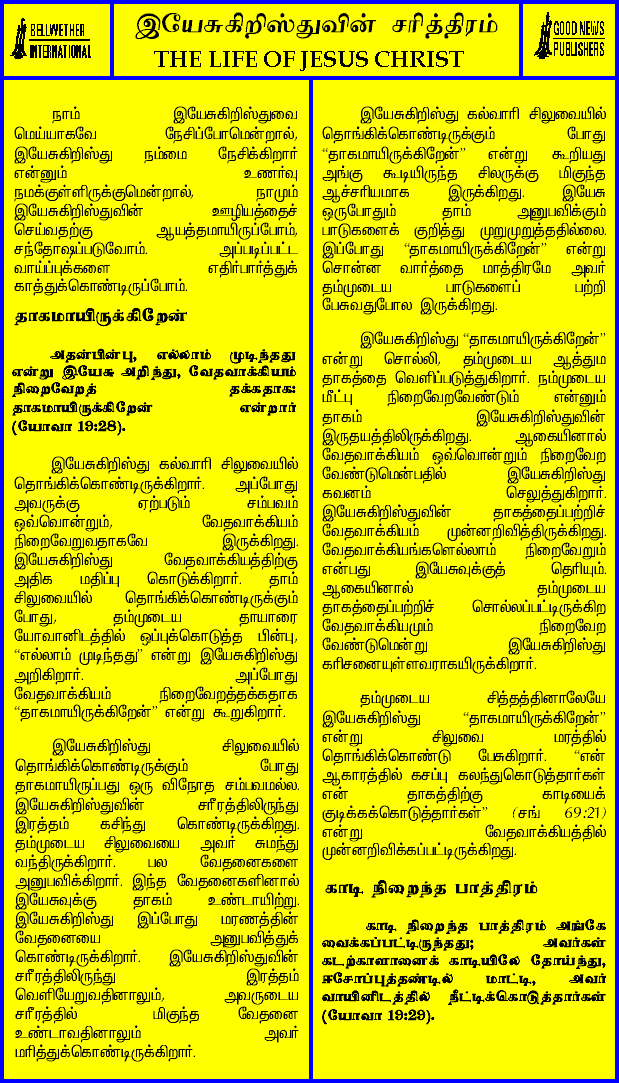 BELLWETHER
INTERNATIONAL
இயேசுகிறிஸ்துவின் சரித்திரம்
THE LIFE OF JESUS CHRIST
GOOD NEWS
PUBLISHERS
நாம் இயேசுகிறிஸ்துவை
மெய்யாகவே நேசிப்போமென்றால்,
இயேசுகிறிஸ்து நம்மை நேசிக்கிறார்
என்னும் உணர்வு
நமக்குள்ளிருக்குமென்றால், நாமும்
இயேசுகிறிஸ்துவின் ஊழியத்தைச்
செய்வதற்கு ஆயத்தமாயிருப்போம்,
சந்தோஷப்படுவோம். அப்படிப்பட்ட
வாய்ப்புக்களை எதிர்பார்த்துக்
காத்துக்கொண்டிருப்போம்.
தாகமாயிருக்கிறேன்
அதன்பின்பு, எல்லாம் முடிந்தது
என்று இயேசு அறிந்து, வேதவாக்கியம்
நிறைவேறத் தக்கதாக:
தாகமாயிருக்கிறேன் என்றார்
(யோவா 19:28).
இயேசுகிறிஸ்து கல்வாரி சிலுவையில்
தொங்கிக்கொண்டிருக்கிறார். அப்போது
அவருக்கு ஏற்படும் சம்பவம்
ஒவ்வொன்றும், வேதவாக்கியம்
நிறைவேறுவதாகவே இருக்கிறது.
இயேசுகிறிஸ்து வேதவாக்கியத்திற்கு
அதிக மதிப்பு கொடுக்கிறார். தாம்
சிலுவையில் தொங்கிக்கொண்டிருக்கும்
போது, தம்முடைய தாயாரை
யோவானிடத்தில் ஒப்புக்கொடுத்த பின்பு,
“எல்லாம் முடிந்தது” என்று இயேசுகிறிஸ்து
அறிகிறார். அப்போது
வேதவாக்கியம் நிறைவேறத்தக்கதாக
“தாகமாயிருக்கிறேன்” என்று கூறுகிறார்.
இயேசுகிறிஸ்து சிலுவையில்
தொங்கிக்கொண்டிருக்கும் போது
தாகமாயிருப்பது ஒரு விநோத சம்பவமல்ல.
இயேசுகிறிஸ்துவின் சரீரத்திலிருந்து
இரத்தம் கசிந்து கொண்டிருக்கிறது.
தம்முடைய சிலுவையை அவர் சுமந்து
வந்திருக்கிறார். பல வேதனைகளை
அனுபவிக்கிறார். இந்த வேதனைகளினால்
இயேசுவுக்கு தாகம் உண்டாயிற்று.
இயேசுகிறிஸ்து இப்போது மரணத்தின்
வேதனையை அனுபவித்துக்
கொண்டிருக்கிறார். இயேசுகிறிஸ்துவின்
சரீரத்திலிருந்து இரத்தம்
வெளியேறுவதினாலும், அவருடைய
சரீரத்தில் மிகுந்த வேதனை
உண்டாவதினாலும் அவர்
மரித்துக்கொண்டிருக்கிறார்.
இயேசுகிறிஸ்து கல்வாரி சிலுவையில்
தொங்கிக்கொண்டிருக்கும் போது
“தாகமாயிருக்கிறேன்” என்று கூறியது
அங்கு கூடியிருந்த சிலருக்கு மிகுந்த
ஆச்சரியமாக இருக்கிறது. இயேசு
ஒருபோதும் தாம் அனுபவிக்கும்
பாடுகளைக் குறித்து முறுமுறுத்ததில்லை.
இப்போது “தாகமாயிருக்கிறேன்” என்று
சொன்ன வார்த்தை மாத்திரமே அவர்
தம்முடைய பாடுகளைப் பற்றி
பேசுவதுபோல இருக்கிறது.
இயேசுகிறிஸ்து “தாகமாயிருக்கிறேன்”
என்று சொல்லி, தம்முடைய ஆத்தும
தாகத்தை வெளிப்படுத்துகிறார். நம்முடைய
மீட்பு நிறைவேறவேண்டும் என்னும்
தாகம் இயேசுகிறிஸ்துவின்
இருதயத்திலிருக்கிறது. ஆகையினால்
வேதவாக்கியம் ஒவ்வொன்றும் நிறைவேற
வேண்டுமென்பதில் இயேசுகிறிஸ்து
கவனம் செலுத்துகிறார்.
இயேசுகிறிஸ்துவின் தாகத்தைப்பற்றிச்
வேதவாக்கியம் முன்னறிவித்திருக்கிறது.
வேதவாக்கியங்களெல்லாம் நிறைவேறும்
என்பது இயேசுவுக்குத் தெரியும்.
ஆகையினால் தம்முடைய
தாகத்தைப்பற்றிச் சொல்லப்பட்டிருக்கிற
வேதவாக்கியமும் நிறைவேற
வேண்டுமென்று இயேசுகிறிஸ்து
கரிசனையுள்ளவராகயிருக்கிறார்.
தம்முடைய சித்தத்தினாலேயே
இயேசுகிறிஸ்து “தாகமாயிருக்கிறேன்”
என்று சிலுவை மரத்தில்
தொங்கிக்கொண்டு பேசுகிறார். “என்
ஆகாரத்தில் கசப்பு கலந்துகொடுத்தார்கள்
என் தாகத்திற்கு காடியைக்
குடிக்கக்கொடுத்தார்கள்” (சங் 69:21)
என்று வேதவாக்கியத்தில்
முன்னறிவிக்கப்பட்டிருக்கிறது.
காடி நிறைந்த பாத்திரம்
காடி நிறைந்த பாத்திரம் அங்கே
வைக்கப்பட்டிருந்தது; அவர்கள்
கடற்காளானைக் காடியிலே தோய்ந்து,
ஈசோப்புத்தண்டில் மாட்டி, அவர்
வாயினிடத்தில் நீட்டிக்கொடுத்தார்கள்
(யோவா 19:29).